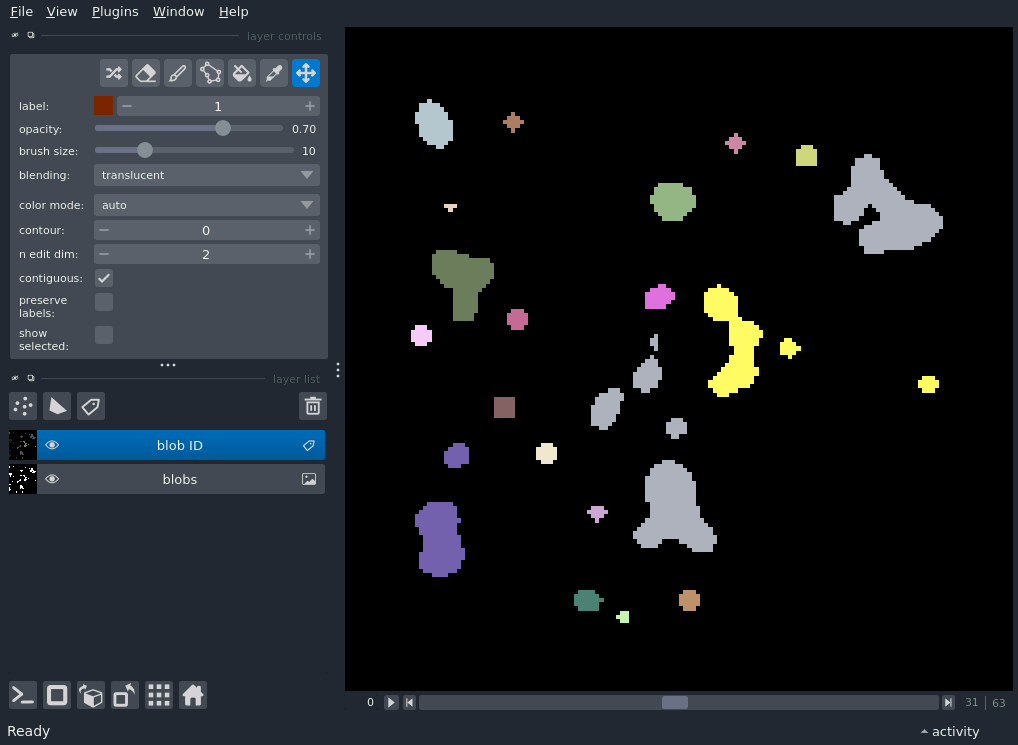 File View Plugins Window Help
layer controls
label: 1
opacity: 0.70
brush size: 10
blending: translucent
color mode: auto
contour: 0
n edit dim: 2
contiguous:
preserve
labels:
show
selected:
layer list
blob ID
blobs
0 31 | 63
Ready activity